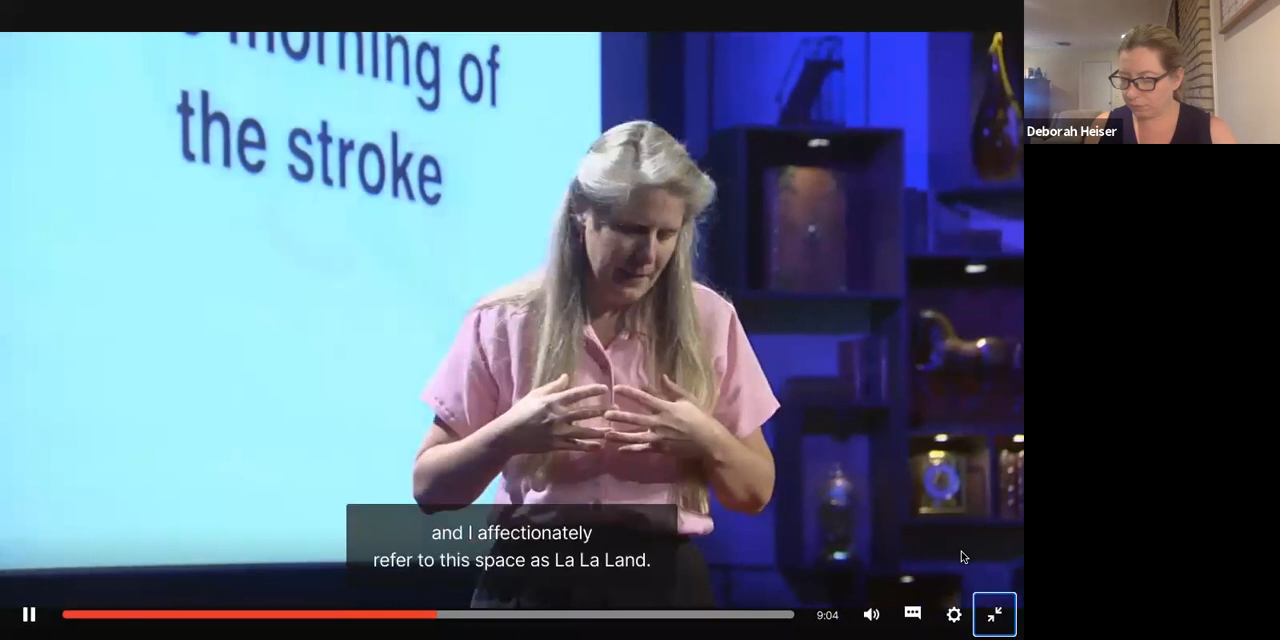 morning of
the stroke
Deborah Heiser
and I affectionately
refer to this space as La La Land.
9:04